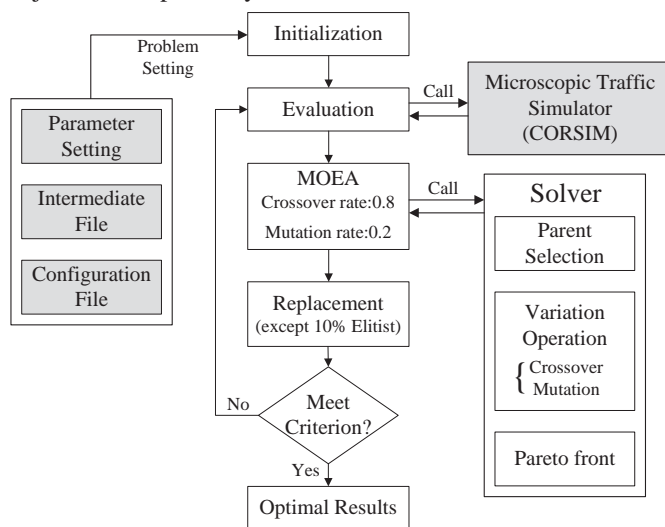 Initialization
Problem
Setting
Evaluation
Call
Microscopic Traffic
Simulator
(CORSIM)
Parameter
Setting
Intermediate
File
Configuration
File
MOEA
Crossover rate:0.8
Mutation rate:0.2
Call
Solver
Parent
Selection
Variation
Operation
{ Crossover
Mutation
Pareto front
Replacement
(except 10% Elitist)
No
Meet
Criterion?
Yes
Optimal Results